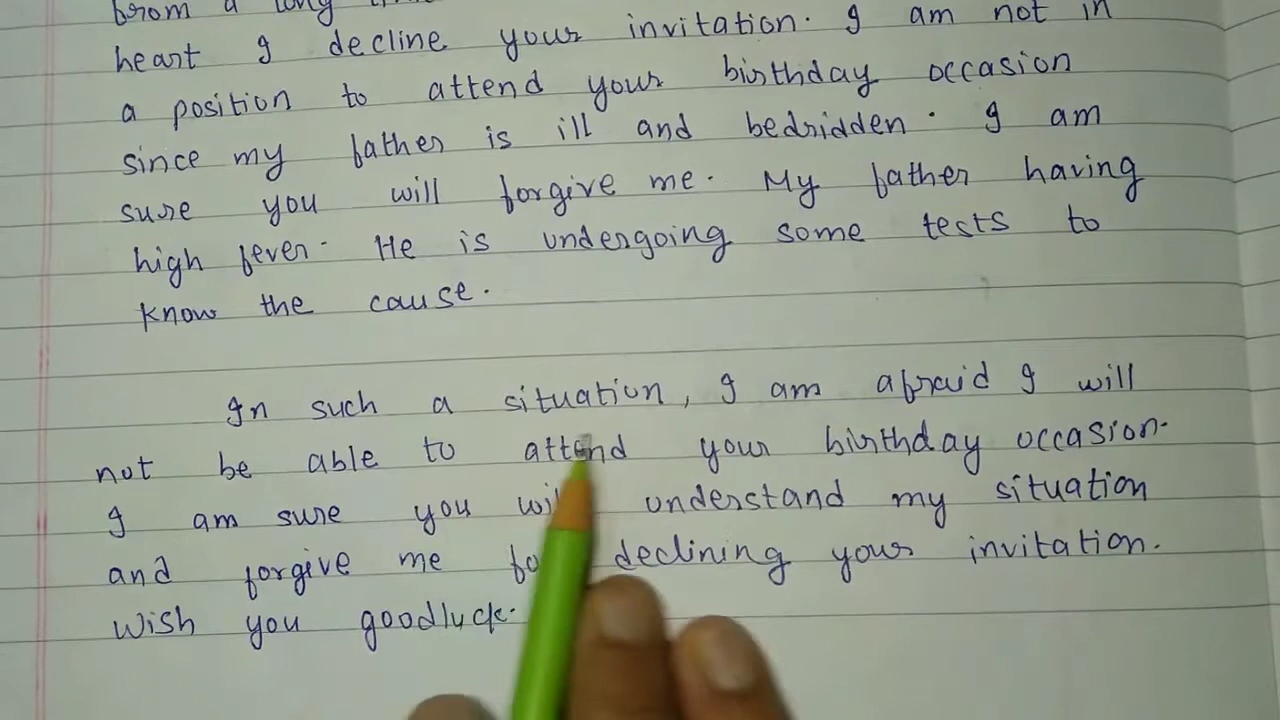 from a long
heart I decline your invitation. I am not in
a position to attend your birthday occasion
since my father is ill and bedridden. I am
sure you will forgive me. My father having
high fever. He is undergoing some tests to
know the cause.
In such a situation, I am afraid I will
not be able to attend your birthday occasion.
I am sure you will understand my situation
and forgive me for declining your invitation.
Wish you goodluck.